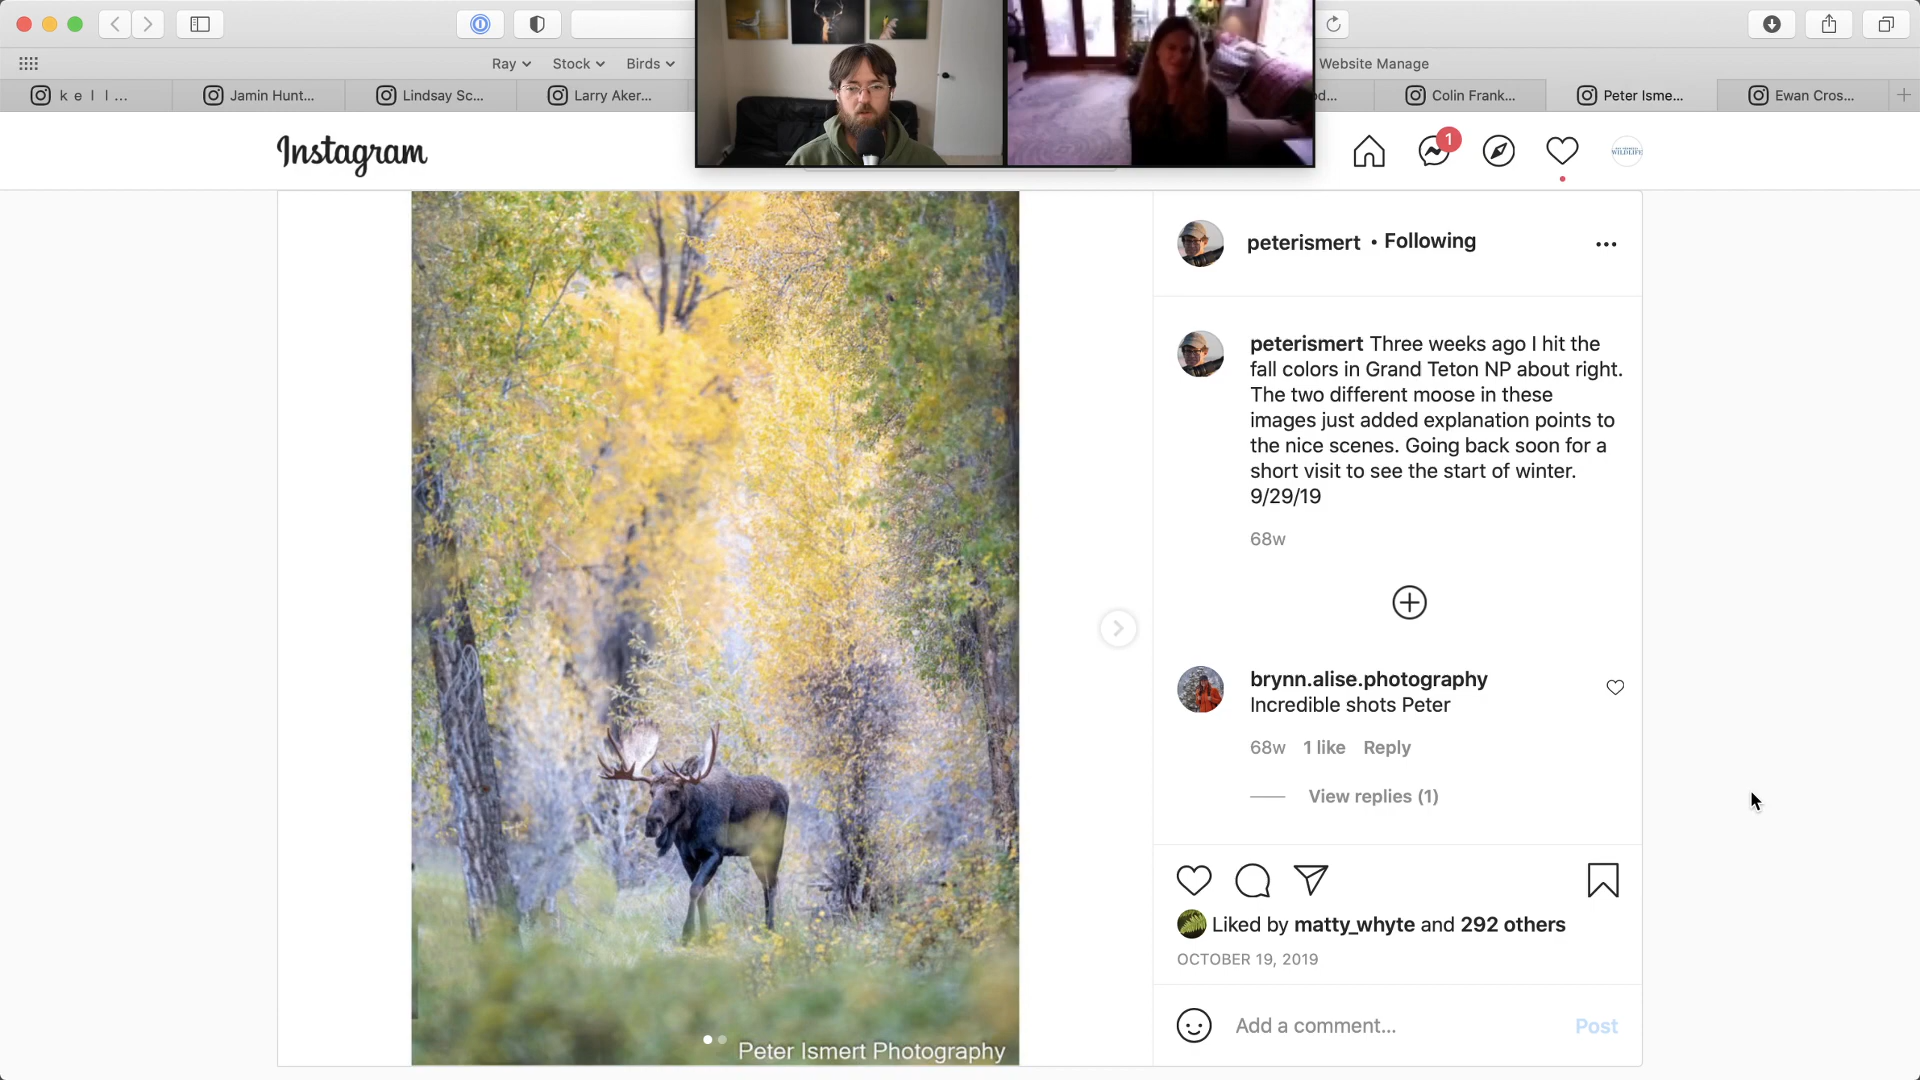 Ray
Stock
Birds
Website Manage
k e l l ...
Jamin Hunt...
Lindsay Sc...
Larry Aker...
d...
Colin Frank...
Peter Isme...
Ewan Cros...
Instagram
1
WILDLIFE
peterismert • Following
peterismert Three weeks ago I hit the
fall colors in Grand Teton NP about right.
The two different moose in these
images just added explanation points to
the nice scenes. Going back soon for a
short visit to see the start of winter.
9/29/19
68w
brynn.alise.photography
Incredible shots Peter
68w 1 like Reply
View replies (1)
Liked by matty_whyte and 292 others
OCTOBER 19, 2019
Add a comment... Post
Peter Ismert Photography